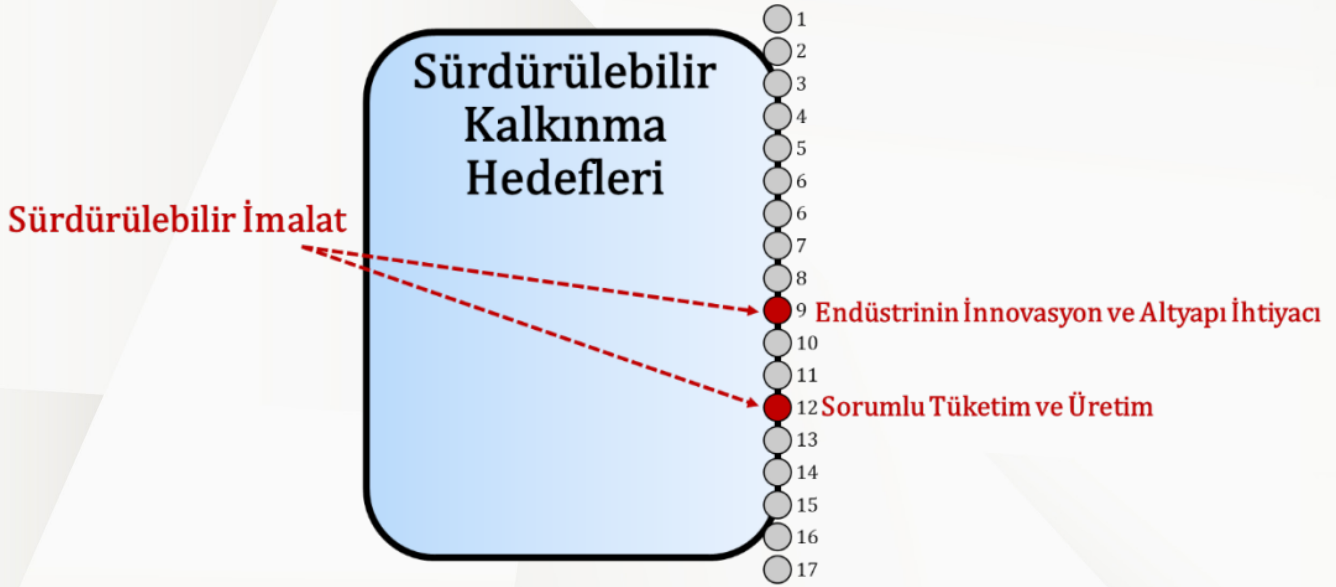 Sürdürülebilir
Kalkınma
Hedefleri
Sürdürülebilir İmalat
1
2
3
4
5
6
6
7
8
9 Endüstrinin İnnovasyon ve Altyapı İhtiyacı
10
11
12 Sorumlu Tüketim ve Üretim
13
14
15
16
17